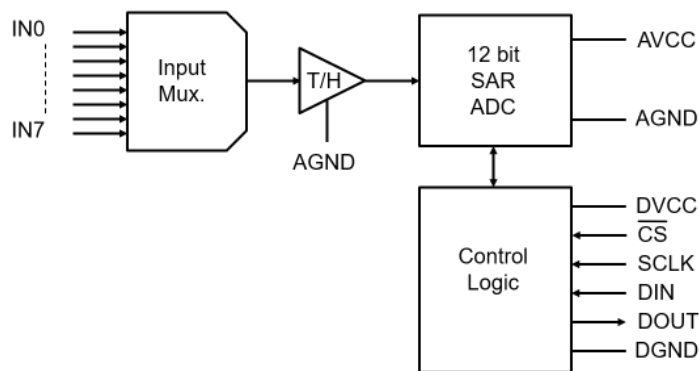 IN0
IN7
Input
Mux.
T/H
AGND
12 bit
SAR
ADC
AVCC
AGND
Control
Logic
DVCC
CS
SCLK
DIN
DOUT
DGND